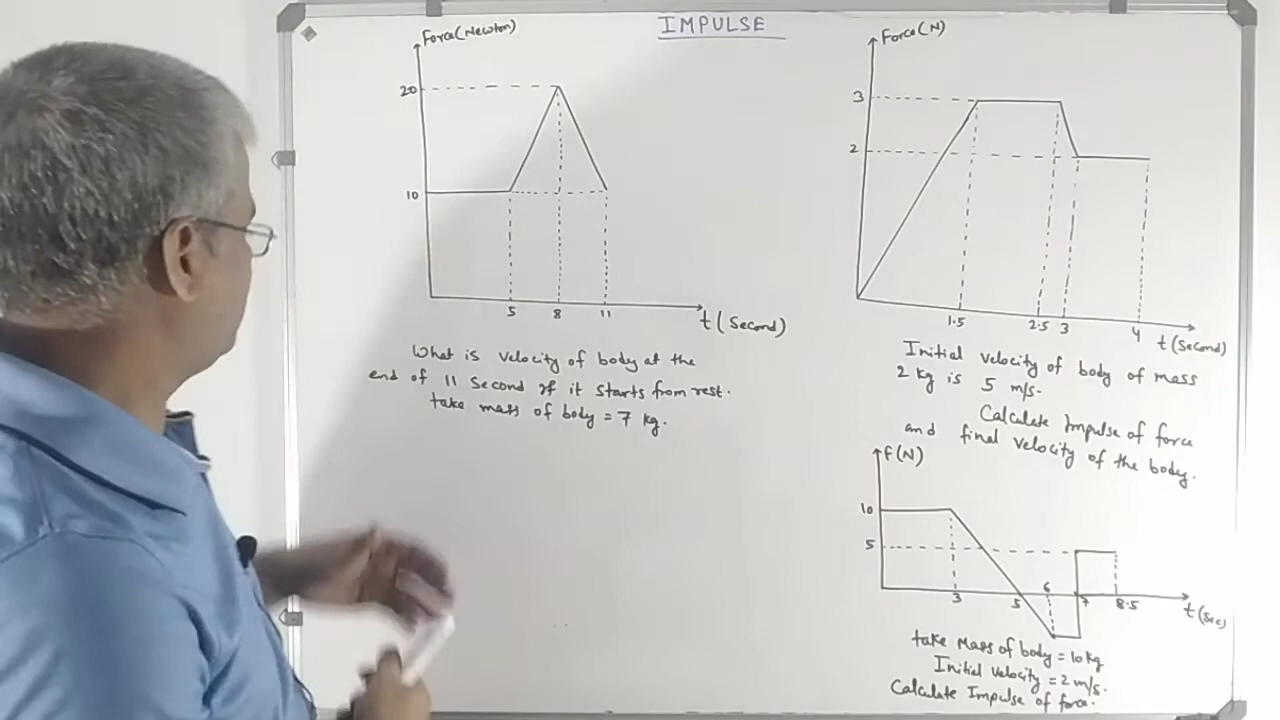 IMPULSE
Force(Newton)
20
10
5 8 11
t (Second)
What is velocity of body at the
end of 11 Second if it starts from rest.
take mass of body = 7 kg.
Force(N)
3
2
1.5 2.5 3 4
t (Second)
Initial velocity of body of mass
2 kg is 5 m/s.
Calculate Impulse of force
and final velocity of the body.
F(N)
10
5
3 5 6 7 8.5
t (Sec)
take Mass of body = 10 kg
Initial velocity = 2 m/s.
Calculate Impulse of force.